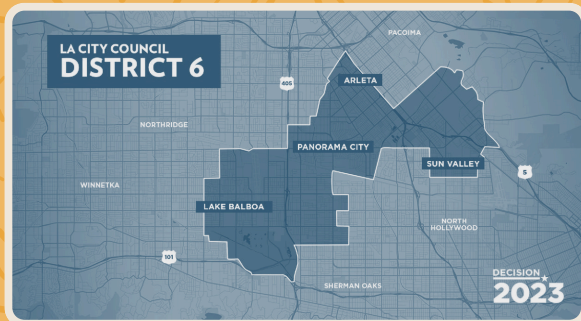 LA CITY COUNCIL
DISTRICT 6
PACOIMA
405
ARLETA
NORTHRIDGE
PANORAMA CITY
SUN VALLEY
5
WINNETKA
LAKE BALBOA
NORTH
HOLLYWOOD
101
SHERMAN OAKS
DECISION
2023